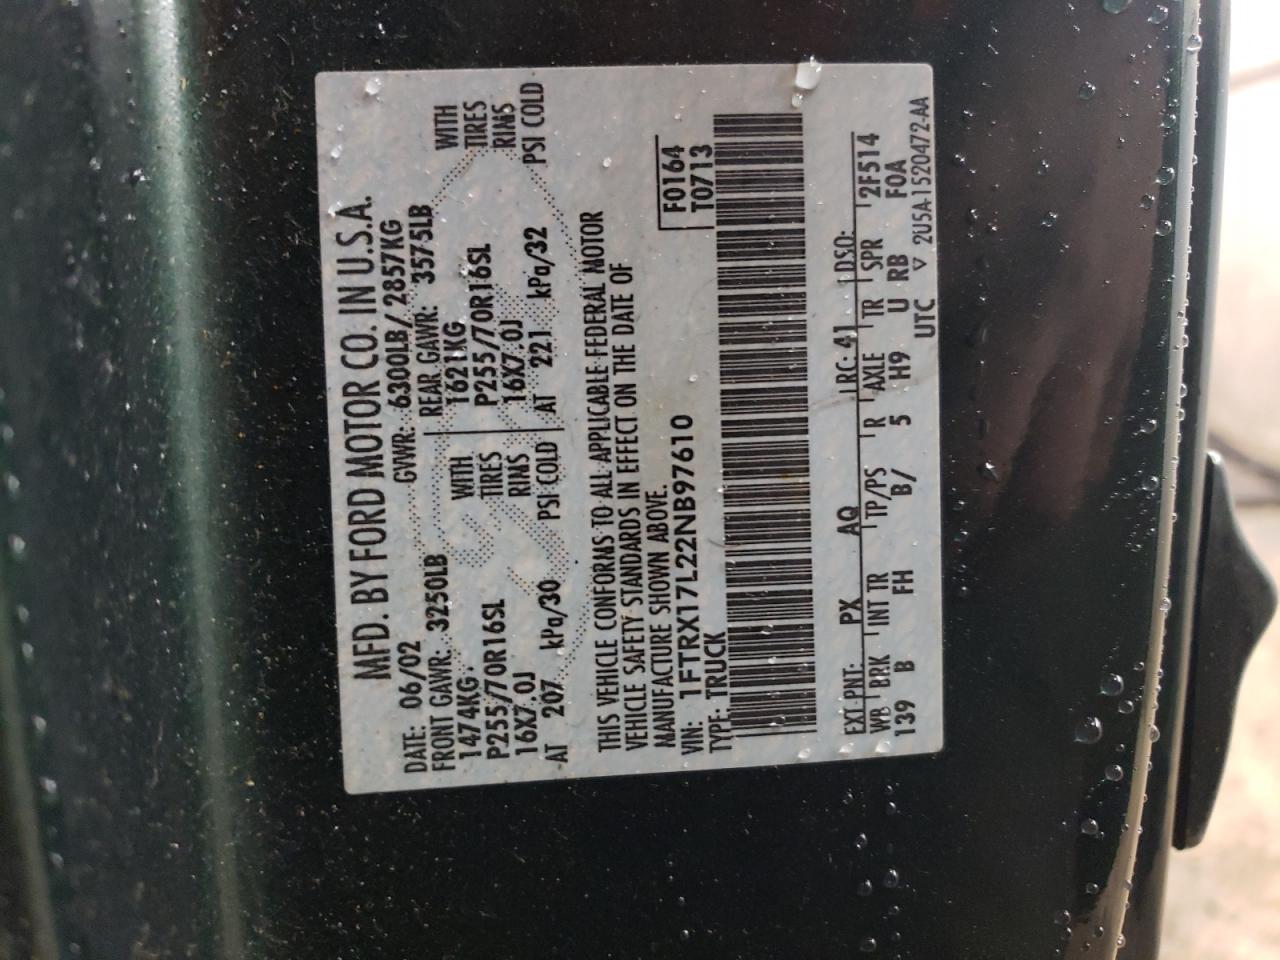 MFD. BY FORD MOTOR CO. IN U.S.A.
DATE: 06/02 GVWR: 6300LB/ 2857KG
FRONT GAWR: 3250LB REAR GAWR: 3575LB
1474KG WITH 1621KG WITH
P255/70R16SL TIRES P255/70R16SL TIRES
16X7.0J RIMS 16X7.0J RIMS
AT 207 kPa/30 PSI COLD AT 221 kPa/32 PSI COLD
THIS VEHICLE CONFORMS TO ALL APPLICABLE FEDERAL MOTOR
VEHICLE SAFETY STANDARDS IN EFFECT ON THE DATE OF
MANUFACTURE SHOWN ABOVE.
VIN: 1FTRX17L22NB97610 F0164
TYPE: TRUCK T0713
EXT PNT: PX AQ RC: 41 DSO:
WB BRK INT TR TP/PS R AXLE TR SPR 2F514
139 B FH B/ 5 H9 U RB F0A
UTC ▽ 2U5A-1520472-AA